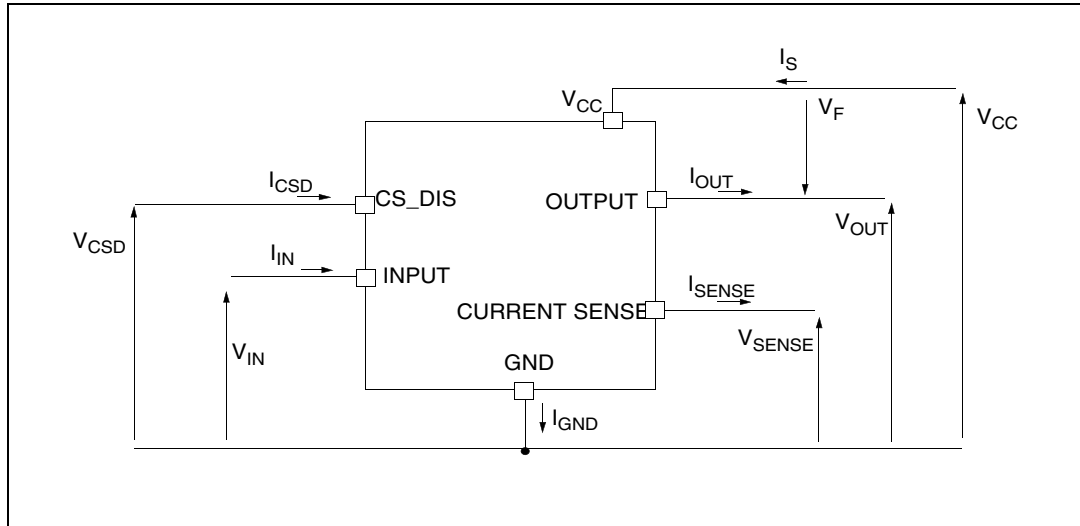 I_S
V_CC
V_F
V_CC
I_CSD
CS_DIS
I_OUT
OUTPUT
V_OUT
V_CSD
I_IN
INPUT
I_SENSE
CURRENT SENSE
V_SENSE
V_IN
GND
I_GND